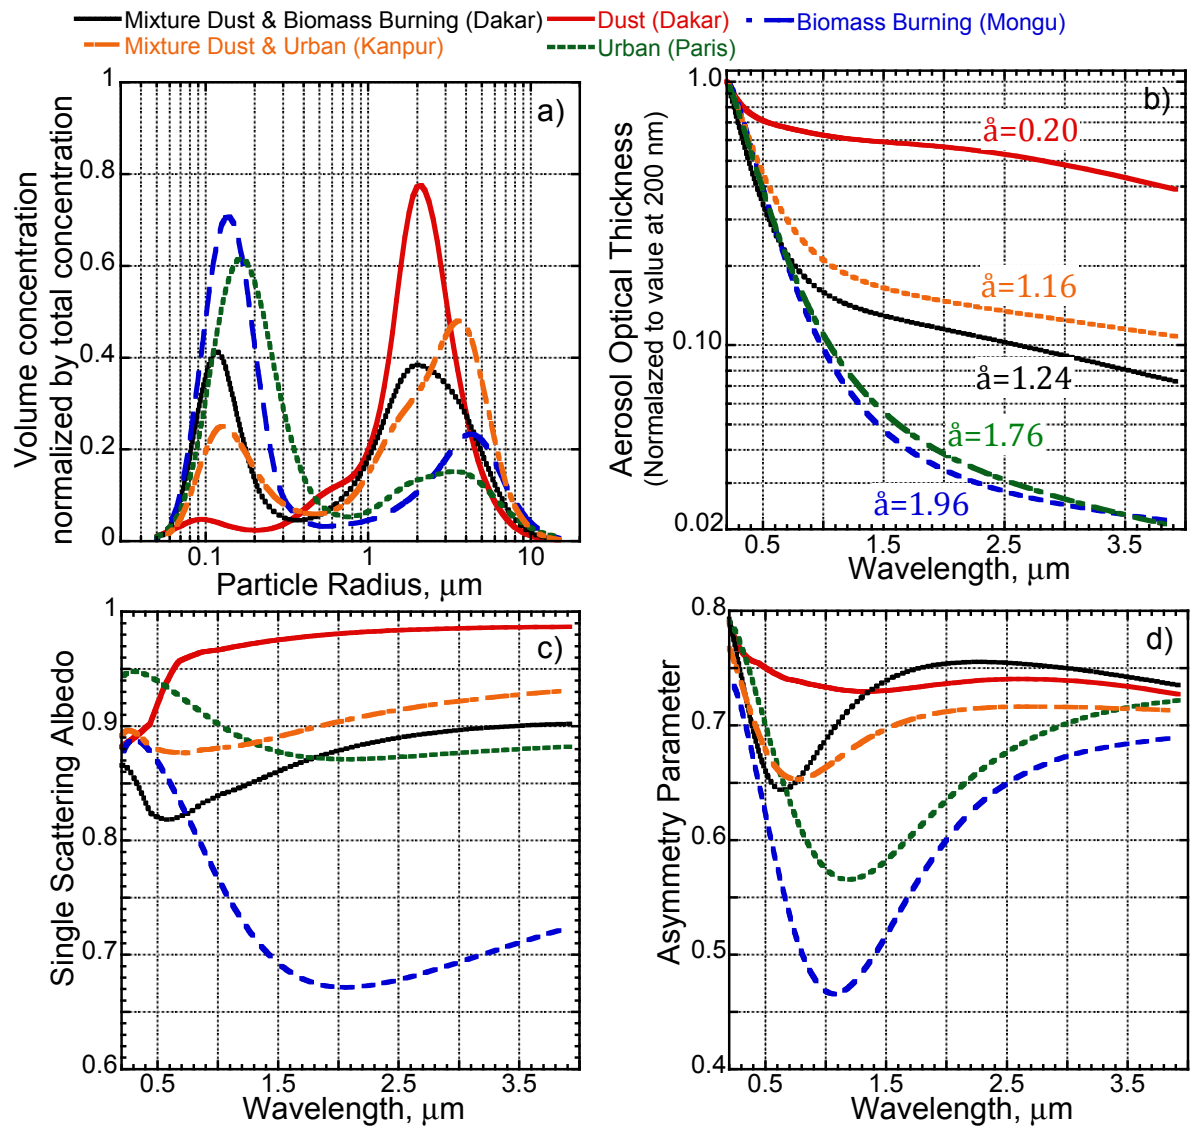 Mixture Dust & Biomass Burning (Dakar) Dust (Dakar) Biomass Burning (Mongu)
Mixture Dust & Urban (Kanpur) Urban (Paris)
a)
Volume concentration
normalized by total concentration
1
0.8
0.6
0.4
0.2
0
0.1 1 10
Particle Radius, μm
b)
Aerosol Optical Thickness
(Normalazed to value at 200 nm)
1.0
0.10
0.02
å=0.20
å=1.16
å=1.24
å=1.76
å=1.96
0.5 1.5 2.5 3.5
Wavelength, μm
c)
Single Scattering Albedo
1
0.9
0.8
0.7
0.6
0.5 1.5 2.5 3.5
Wavelength, μm
d)
Asymmetry Parameter
0.8
0.7
0.6
0.5
0.4
0.5 1.5 2.5 3.5
Wavelength, μm